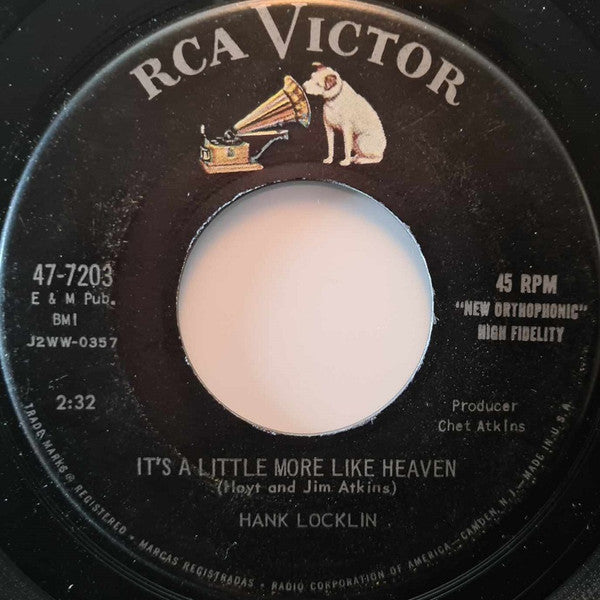 RCA VICTOR
47-7203
E & M Pub.
BMI
J2WW-0357
2:32
45 RPM
"NEW ORTHOPHONIC"
HIGH FIDELITY
Producer
Chet Atkins
IT'S A LITTLE MORE LIKE HEAVEN
(Hoyt and Jim Atkins)
HANK LOCKLIN
TRADE MARKS ® REGISTERED • MARCAS REGISTRADAS • RADIO CORPORATION OF AMERICA—CAMDEN, N. J.—MADE IN U.S.A.